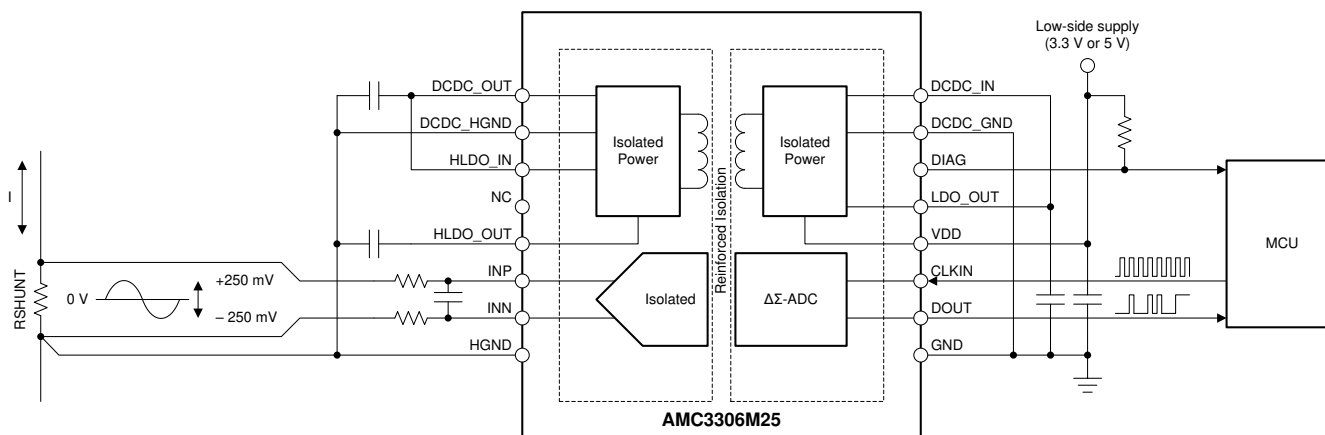 Low-side supply
(3.3 V or 5 V)
DCDC_OUT
DCDC_HGND
HLDO_IN
NC
HLDO_OUT
INP
INN
HGND
Isolated
Power
Isolated
Reinforced Isolation
Isolated
Power
ΔΣ-ADC
DCDC_IN
DCDC_GND
DIAG
LDO_OUT
VDD
CLKIN
DOUT
GND
MCU
I
RSHUNT
0 V
+250 mV
– 250 mV
AMC3306M25